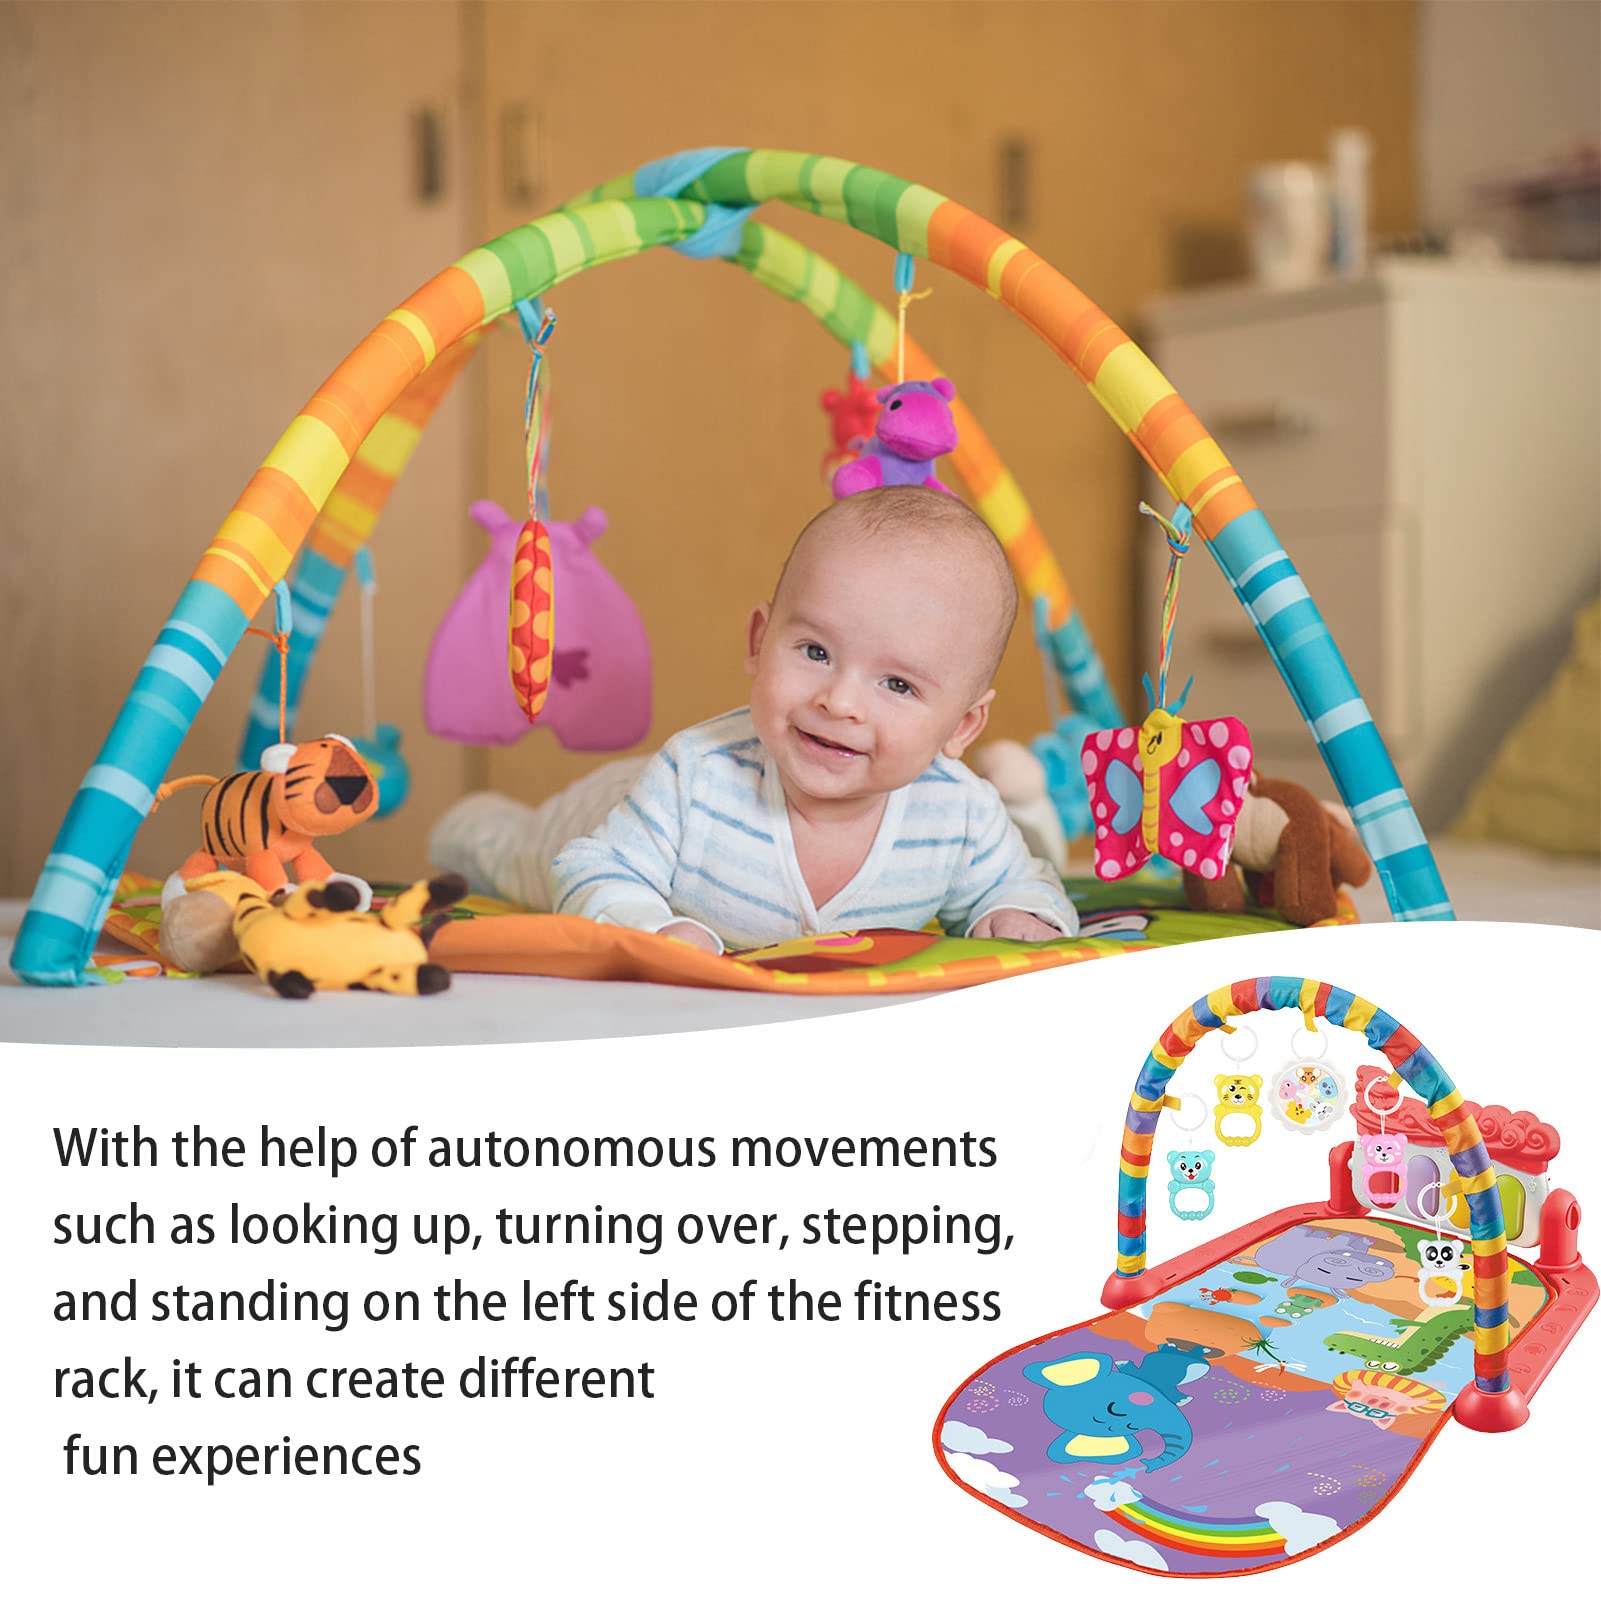 With the help of autonomous movements
such as looking up, turning over, stepping,
and standing on the left side of the fitness
rack, it can create different
fun experiences